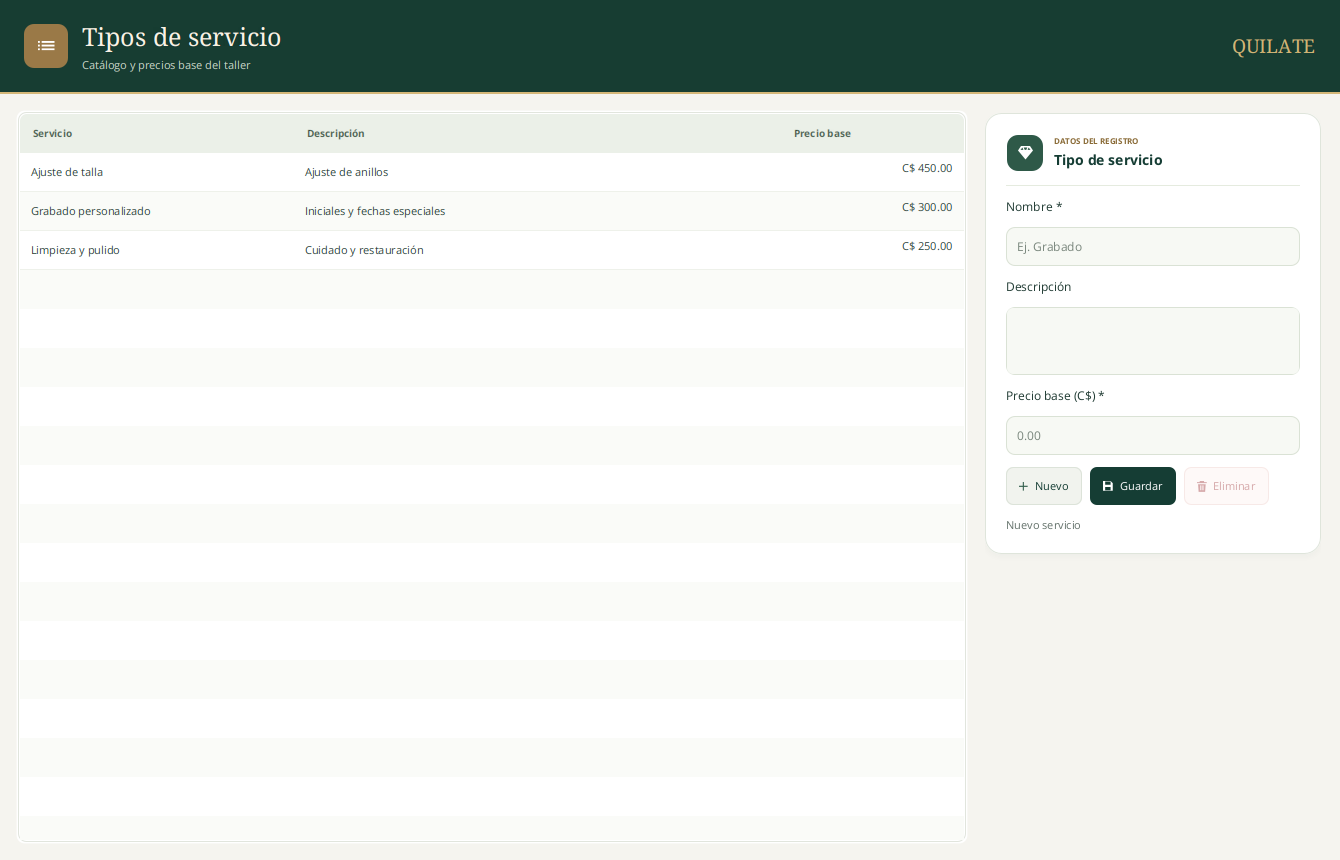 Tipos de servicio
Catálogo y precios base del taller
QUILATE
Servicio Descripción Precio base
Ajuste de talla Ajuste de anillos C$ 450.00
Grabado personalizado Iniciales y fechas especiales C$ 300.00
Limpieza y pulido Cuidado y restauración C$ 250.00
DATOS DEL REGISTRO
Tipo de servicio
Nombre *
Ej. Grabado
Descripción
Precio base (C$) *
0.00
Nuevo Guardar Eliminar
Nuevo servicio